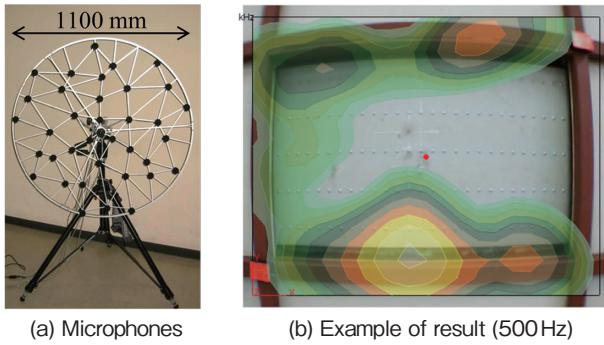 1100 mm
kHz
x
(a) Microphones
(b) Example of result (500 Hz)